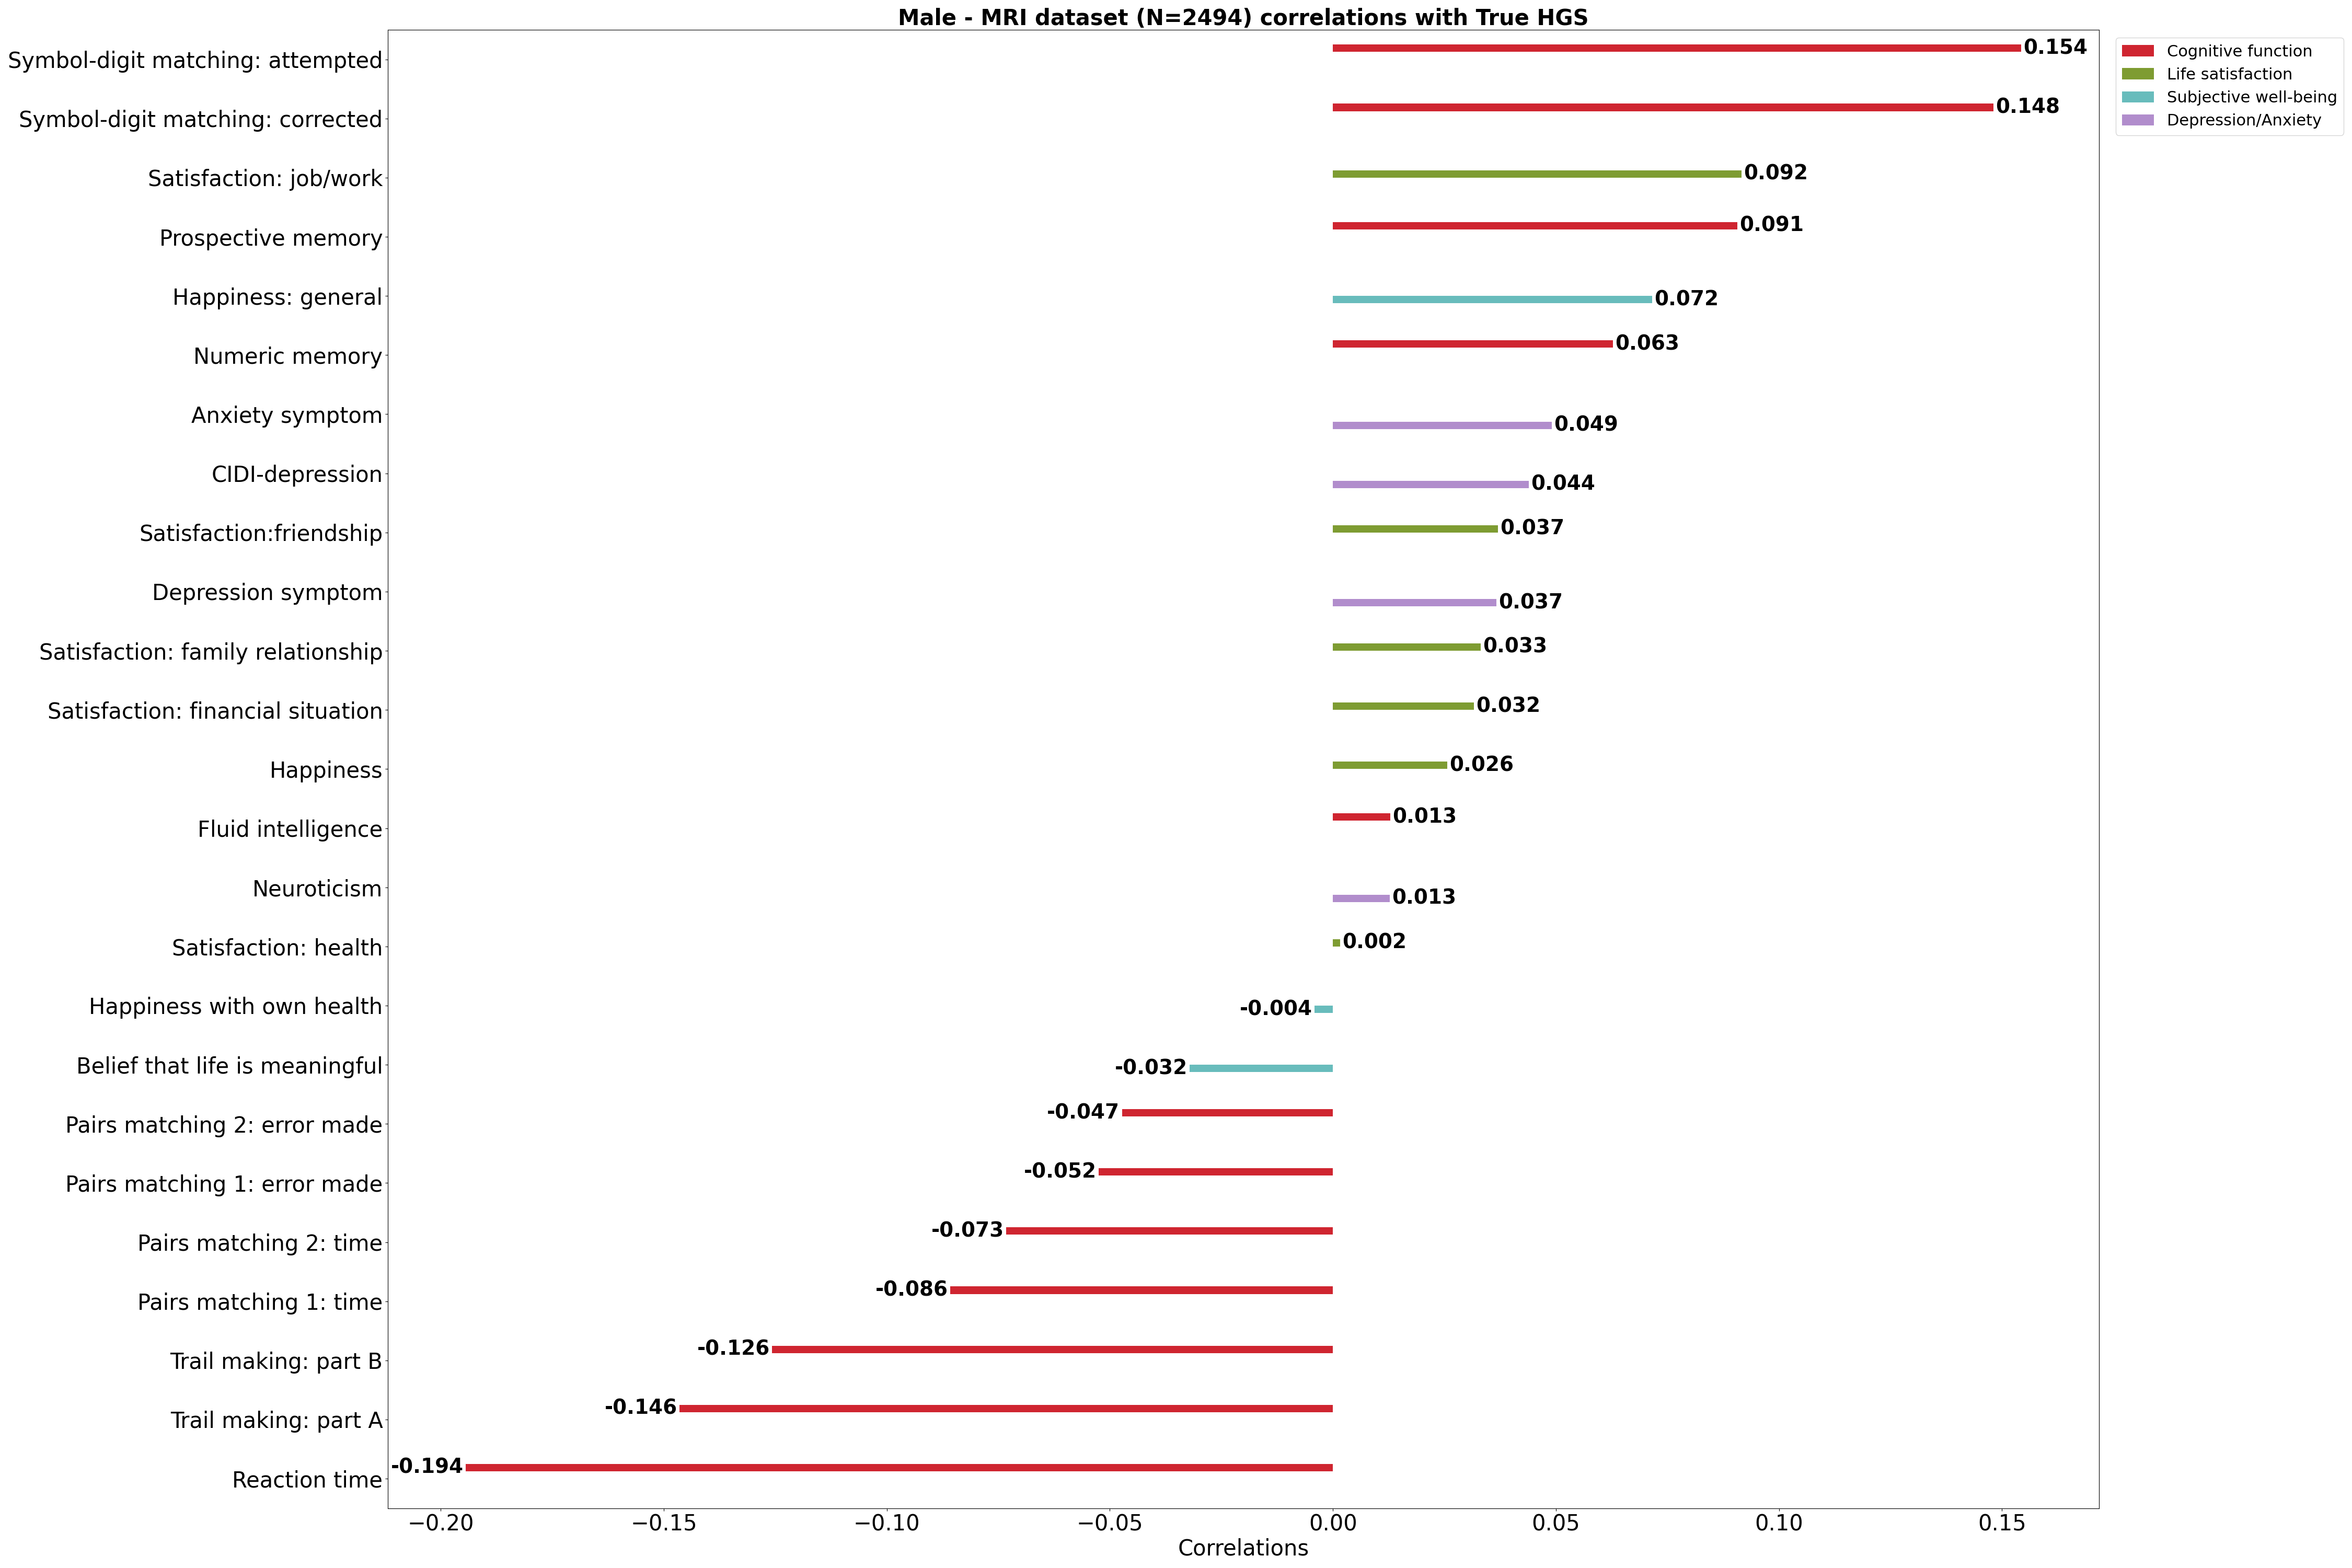 Male - MRI dataset (N=2494) correlations with True HGS
Symbol-digit matching: attempted 0.154
Symbol-digit matching: corrected 0.148
Satisfaction: job/work 0.092
Prospective memory 0.091
Happiness: general 0.072
Numeric memory 0.063
Anxiety symptom 0.049
CIDI-depression 0.044
Satisfaction:friendship 0.037
Depression symptom 0.037
Satisfaction: family relationship 0.033
Satisfaction: financial situation 0.032
Happiness 0.026
Fluid intelligence 0.013
Neuroticism 0.013
Satisfaction: health 0.002
Happiness with own health -0.004
Belief that life is meaningful -0.032
Pairs matching 2: error made -0.047
Pairs matching 1: error made -0.052
Pairs matching 2: time -0.073
Pairs matching 1: time -0.086
Trail making: part B -0.126
Trail making: part A -0.146
Reaction time -0.194
−0.20 −0.15 −0.10 −0.05 0.00 0.05 0.10 0.15
Correlations
Cognitive function
Life satisfaction
Subjective well-being
Depression/Anxiety